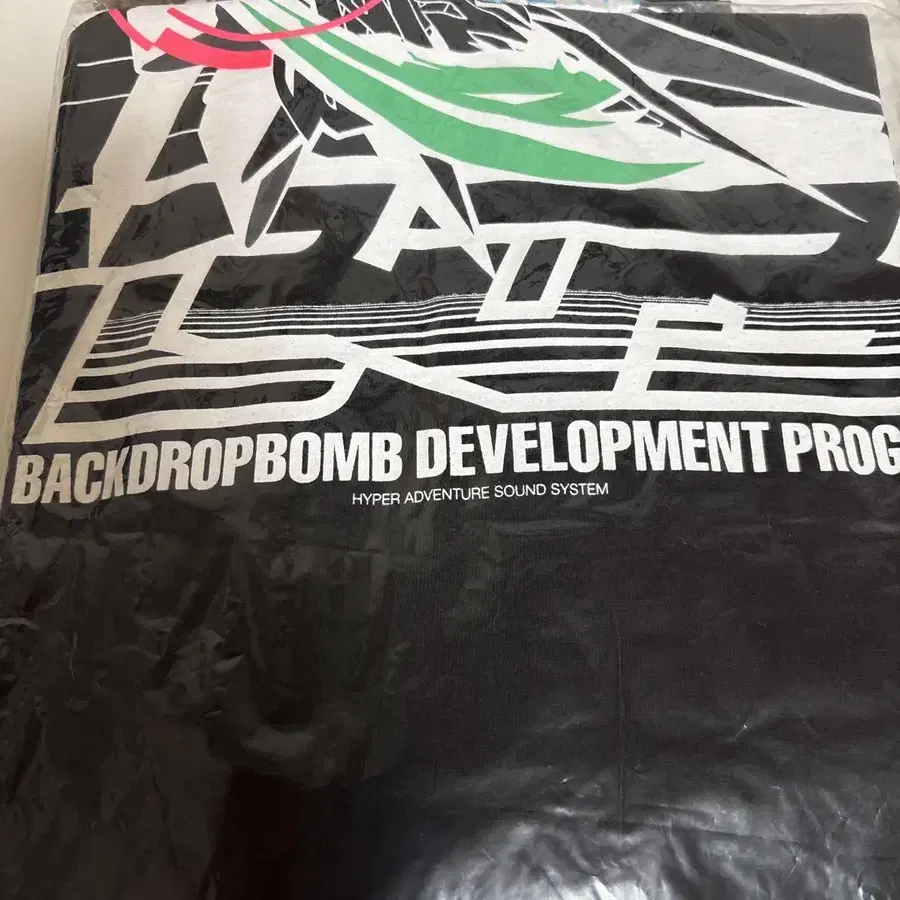 BACKDROPBOMB DEVELOPMENT PROG
HYPER ADVENTURE SOUND SYSTEM